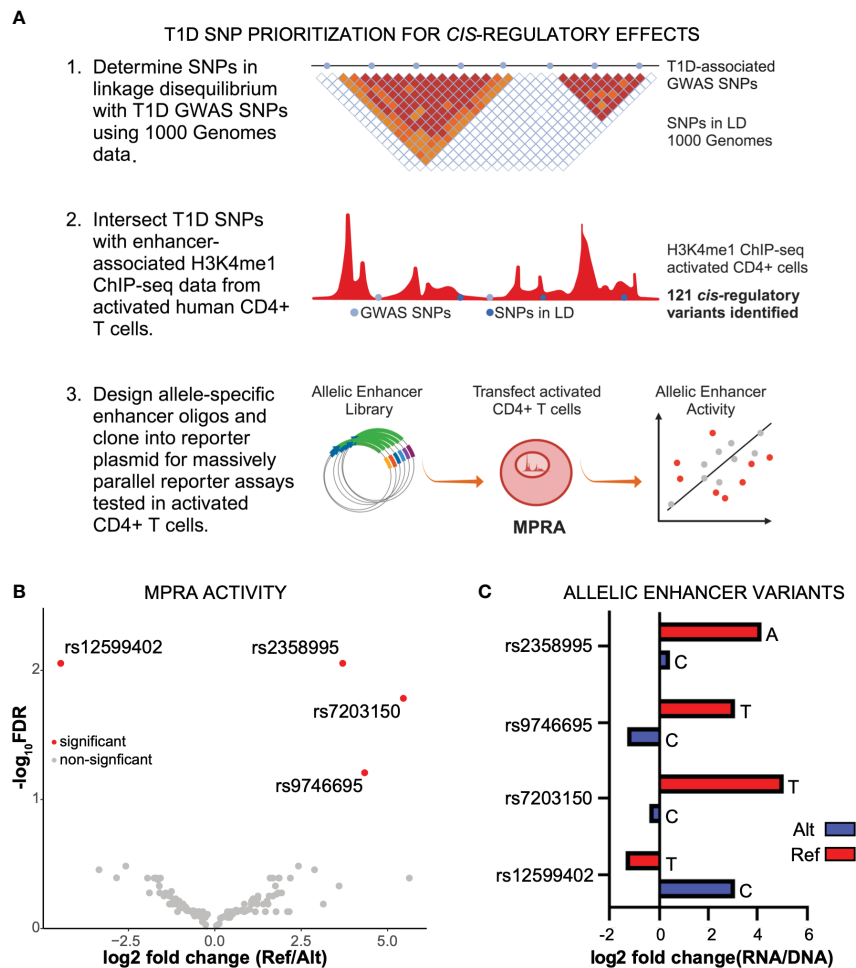 A
T1D SNP PRIORITIZATION FOR CIS-REGULATORY EFFECTS
1. Determine SNPs in
linkage disequilibrium
with T1D GWAS SNPs
using 1000 Genomes
data.
T1D-associated
GWAS SNPs
SNPs in LD
1000 Genomes
2. Intersect T1D SNPs
with enhancer-
associated H3K4me1
ChIP-seq data from
activated human CD4+
T cells.
H3K4me1 ChIP-seq
activated CD4+ cells
121 cis-regulatory
variants identified
GWAS SNPs
SNPs in LD
3. Design allele-specific
enhancer oligos and
clone into reporter
plasmid for massively
parallel reporter assays
tested in activated
CD4+ T cells.
Allelic Enhancer
Library
Transfect activated
CD4+ T cells
MPRA
Allelic Enhancer
Activity
B
MPRA ACTIVITY
rs12599402
rs2358995
rs7203150
rs9746695
significant
non-signficant
-log10FDR
2
1
0
−2.5
0.0
2.5
5.0
log2 fold change (Ref/Alt)
C
ALLELIC ENHANCER VARIANTS
rs2358995
A
C
rs9746695
T
C
rs7203150
T
C
rs12599402
T
C
Alt
Ref
-2
0
2
4
6
log2 fold change(RNA/DNA)